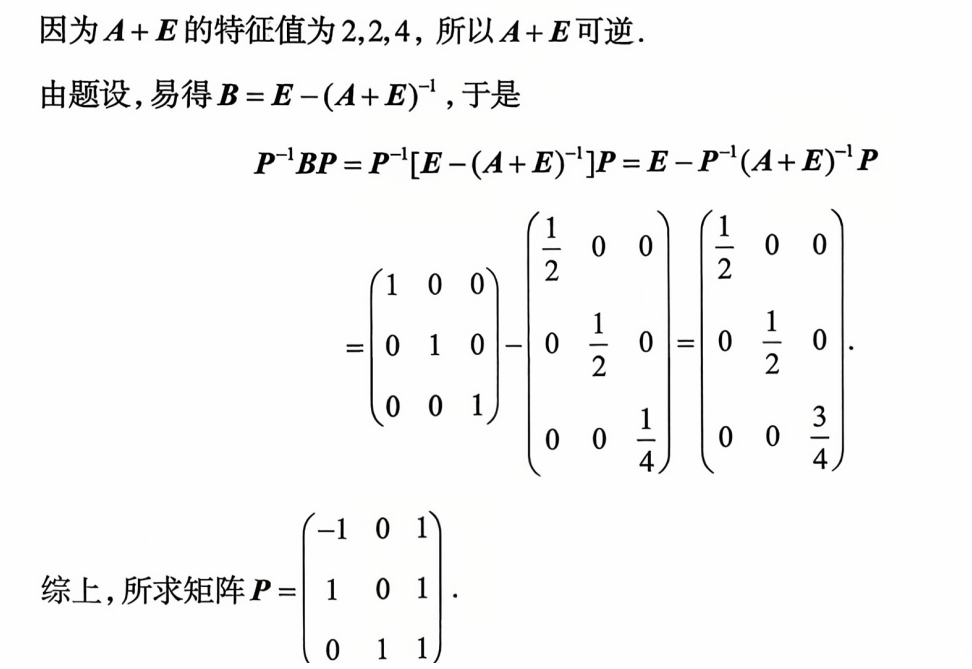 因为 A+E 的特征值为 2,2,4, 所以 A+E 可逆.
由题设,易得 B=E−(A+E)⁻¹,于是
P⁻¹BP=P⁻¹[E−(A+E)⁻¹]P=E−P⁻¹(A+E)⁻¹P
=(1 0 0; 0 1 0; 0 0 1)−(1/2 0 0; 0 1/2 0; 0 0 1/4)=(1/2 0 0; 0 1/2 0; 0 0 3/4).
综上,所求矩阵 P=(−1 0 1; 1 0 1; 0 1 1).